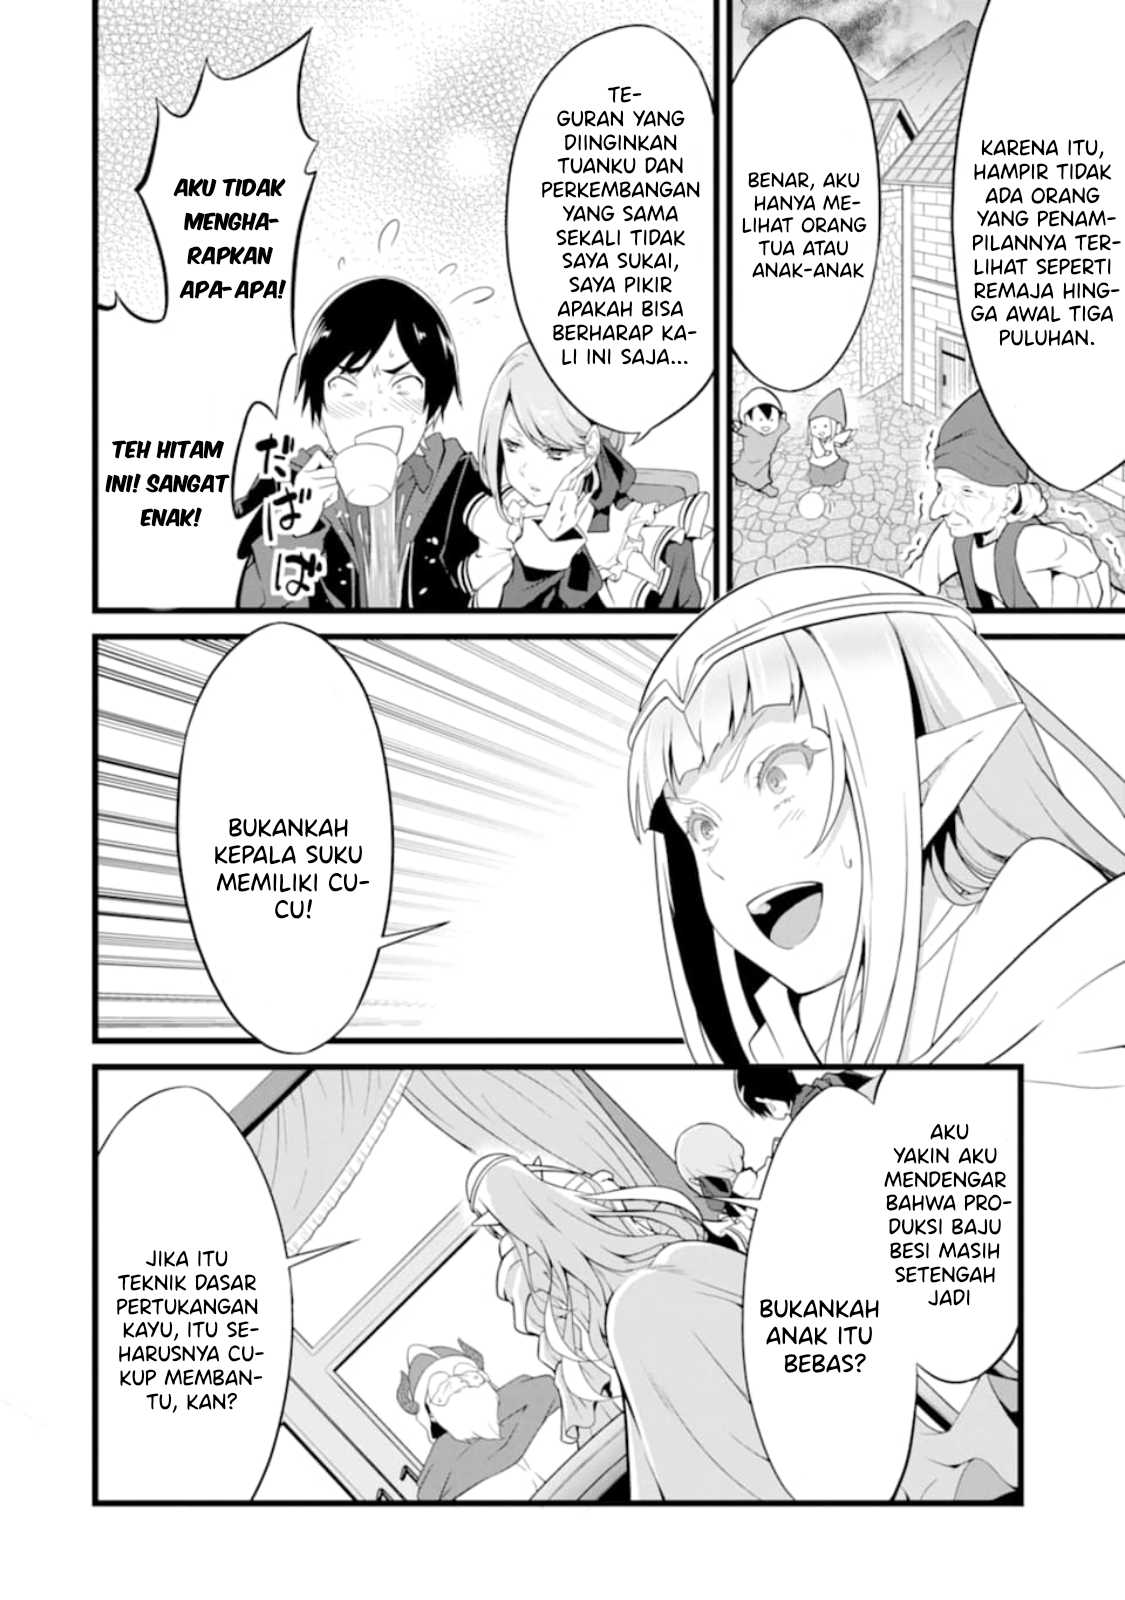 KARENA ITU,
HAMPIR TIDAK
ADA ORANG
YANG PENAM-
PILANNYA TER-
LIHAT SEPERTI
REMAJA HING-
GA AWAL TIGA
PULUHAN.
BENAR, AKU
HANYA ME-
LIHAT ORANG
TUA ATAU
ANAK-ANAK
TE-
GURAN YANG
DIINGINKAN
TUANKU DAN
PERKEMBANGAN
YANG SAMA
SEKALI TIDAK
SAYA SUKAI,
SAYA PIKIR
APAKAH BISA
BERHARAP KA-
LI INI SAJA...
AKU TIDAK
MENGHA-
RAPKAN
APA-APA!
TEH HITAM
INI! SANGAT
ENAK!
だばばば
BUKANKAH
KEPALA SUKU
MEMILIKI CU-
CU!
AKU
YAKIN AKU
MENDENGAR
BAHWA PRO-
DUKSI BAJU
BESI MASIH
SETENGAH
JADI
BUKANKAH
ANAK ITU
BEBAS?
JIKA ITU
TEKNIK DASAR
PERTUKANGAN
KAYU, ITU SE-
HARUSNYA CU-
KUP MEMBAN-
TU, KAN?